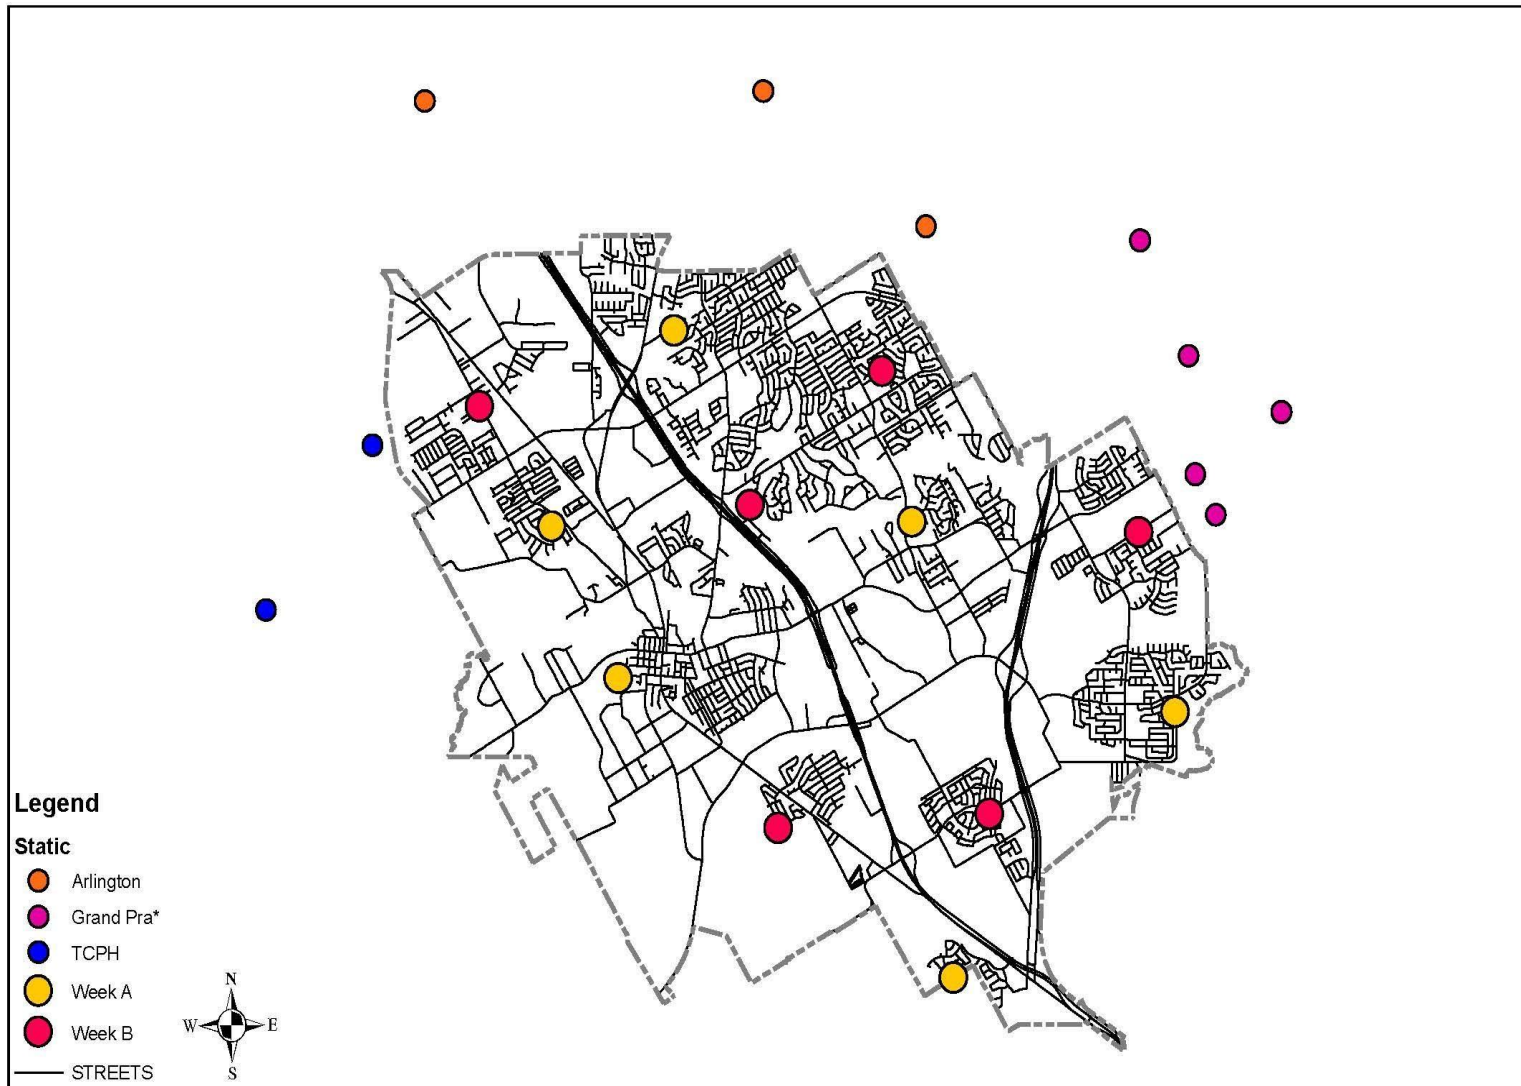 Legend
Static
Arlington
Grand Pra*
TCPH
Week A
Week B
STREETS
N
W E
S